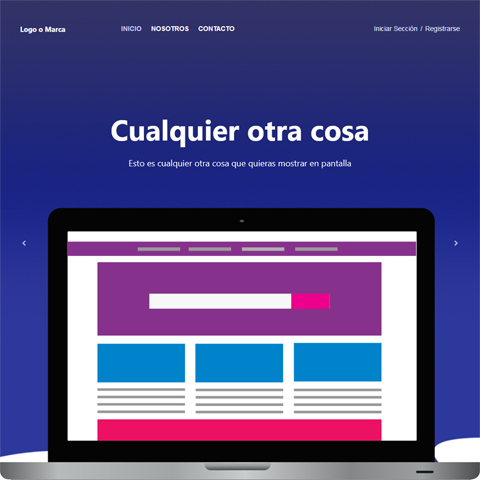 Logo o Marca
INICIO NOSOTROS CONTACTO
Iniciar Sección / Registrarse
Cualquier otra cosa
Esto es cualquier otra cosa que quieras mostrar en pantalla